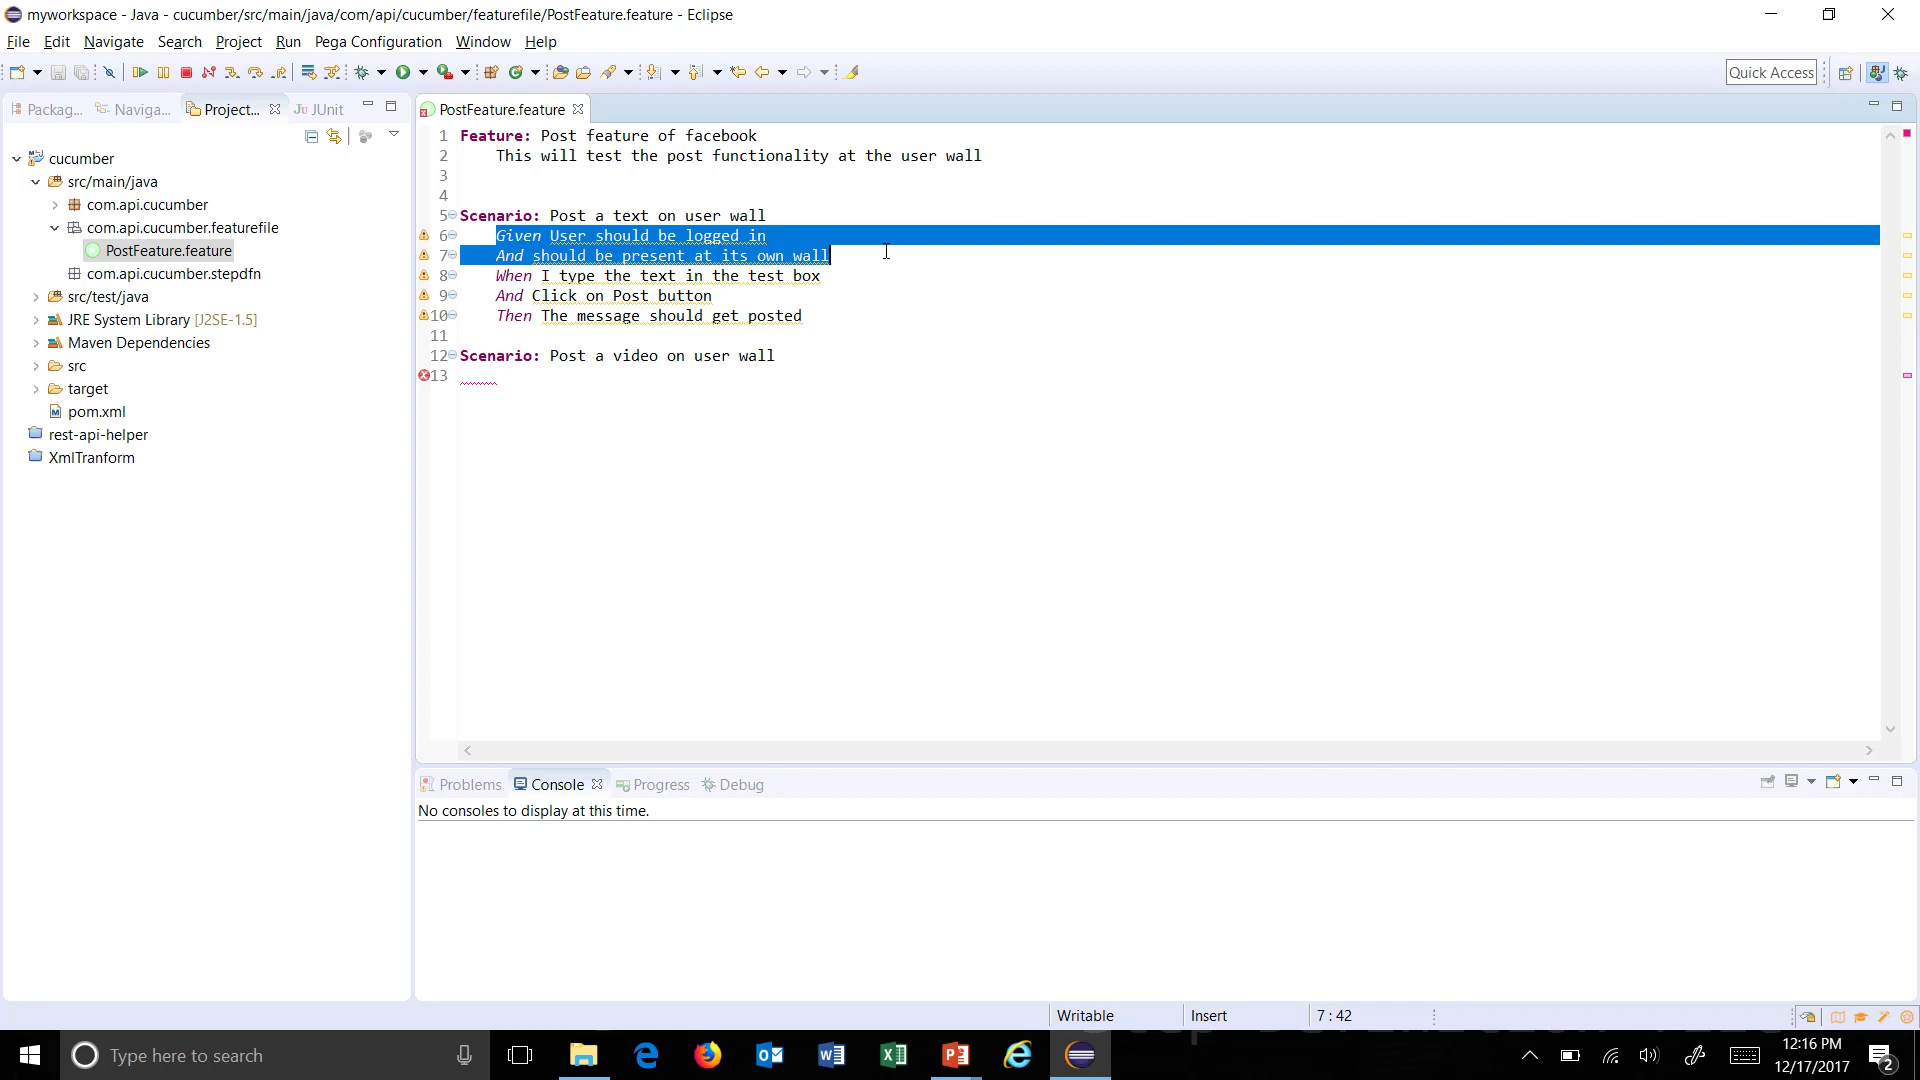 myworkspace - Java - cucumber/src/main/java/com/api/cucumber/featurefile/PostFeature.feature - Eclipse
File Edit Navigate Search Project Run Pega Configuration Window Help
Quick Access
Packag... Naviga... Project... JUnit
PostFeature.feature
cucumber
src/main/java
com.api.cucumber
com.api.cucumber.featurefile
PostFeature.feature
com.api.cucumber.stepdfn
src/test/java
JRE System Library [J2SE-1.5]
Maven Dependencies
src
target
pom.xml
rest-api-helper
XmlTranform
1 Feature: Post feature of facebook
2 This will test the post functionality at the user wall
3
4
5 Scenario: Post a text on user wall
6 Given User should be logged in
7 And should be present at its own wall
8 When I type the text in the test box
9 And Click on Post button
10 Then The message should get posted
11
12 Scenario: Post a video on user wall
13
Problems Console Progress Debug
No consoles to display at this time.
Writable Insert 7 : 42
Type here to search
12:16 PM
12/17/2017
2